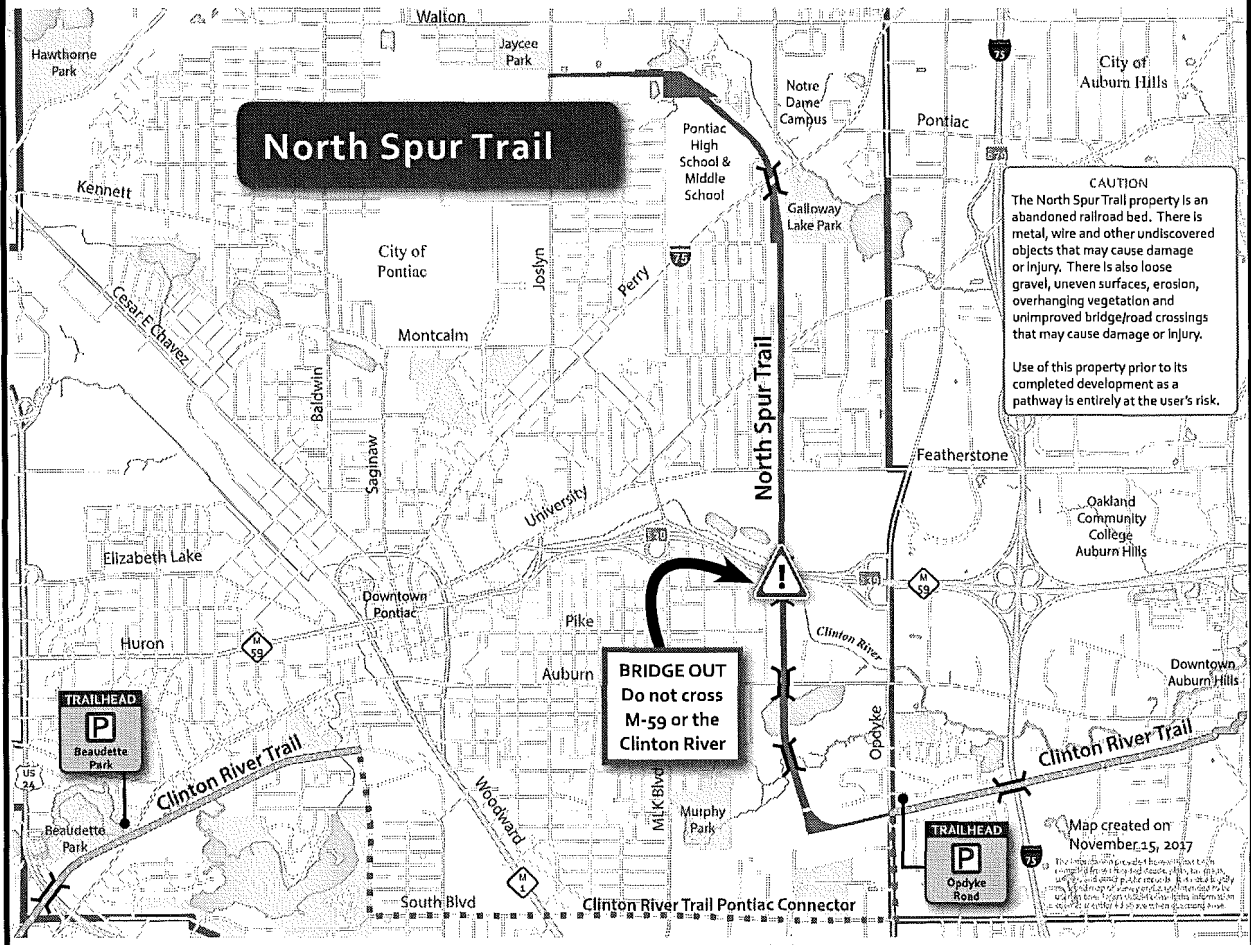 Walton
Hawthorne
Park
Jaycee
Park
75
City of
Auburn Hills
Notre
Dame
Campus
Pontiac
North Spur Trail
Pontiac
High
School &
Middle
School
Kennett
Galloway
Lake Park
CAUTION
The North Spur Trail property is an
abandoned railroad bed. There is
metal, wire and other undiscovered
objects that may cause damage
or injury. There is also loose
gravel, uneven surfaces, erosion,
overhanging vegetation and
unimproved bridge/road crossings
that may cause damage or injury.
Use of this property prior to its
completed development as a
pathway is entirely at the user's risk.
City of
Pontiac
Joslyn
75
Perry
Cesar E Chavez
Montcalm
North Spur Trail
Baldwin
Saginaw
Featherstone
University
Oakland
Community
College
Auburn Hills
Elizabeth Lake
!
M
59
Downtown
Pontiac
Pike
Clinton River
Huron
M
59
Auburn
BRIDGE OUT
Do not cross
M-59 or the
Clinton River
Downtown
Auburn Hills
TRAILHEAD
P
Beaudette
Park
Opdyke
Clinton River Trail
Clinton River Trail
US
24
Woodward
MLK Blvd
Murphy
Park
Beaudette
Park
TRAILHEAD
P
Opdyke
Road
75
Map created on
November 15, 2017
M
1
South Blvd
Clinton River Trail Pontiac Connector